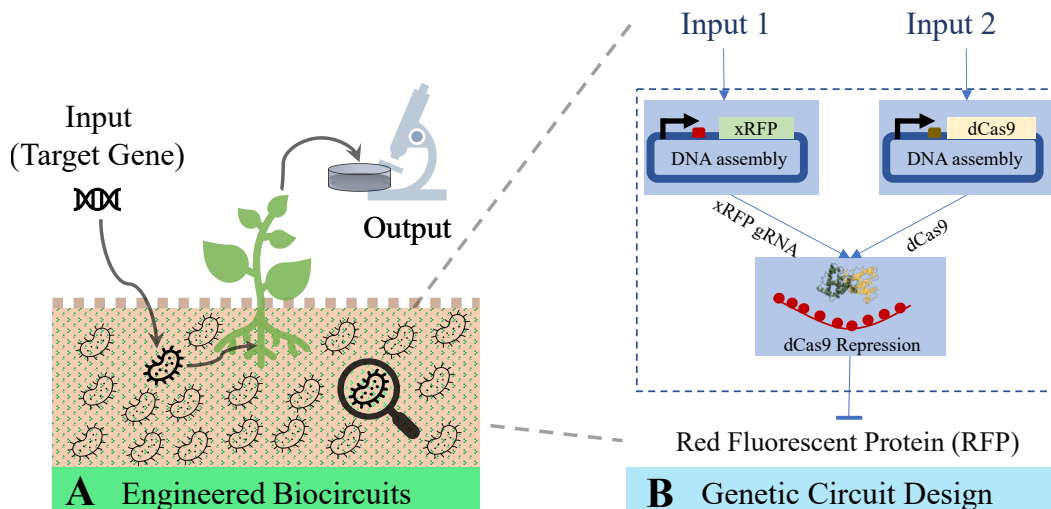 Input
(Target Gene)
Output
A Engineered Biocircuits
Input 1
Input 2
xRFP
DNA assembly
dCas9
DNA assembly
xRFP gRNA
dCas9
dCas9 Repression
Red Fluorescent Protein (RFP)
B Genetic Circuit Design